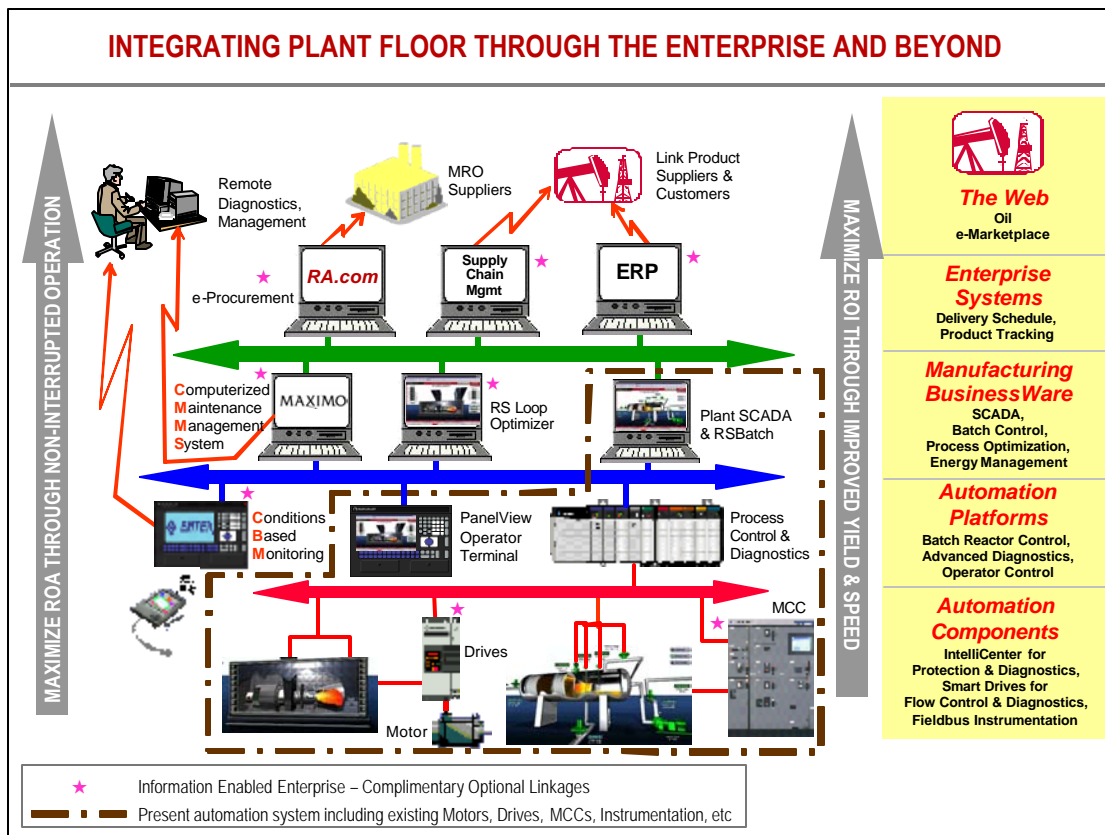 INTEGRATING PLANT FLOOR THROUGH THE ENTERPRISE AND BEYOND
MAXIMIZE ROA THROUGH NON-INTERRUPTED OPERATION
Remote
Diagnostics,
Management
MRO
Suppliers
Link Product
Suppliers &
Customers
e-Procurement
RA.com
Supply
Chain
Mgmt
ERP
Computerized
Maintenance
Management
System
MAXIMO
RS Loop
Optimizer
Plant SCADA
& RSBatch
ENTER
Conditions
Based
Monitoring
PanelView
Operator
Terminal
Process
Control &
Diagnostics
Drives
Motor
MCC
MAXIMIZE ROI THROUGH IMPROVED YIELD & SPEED
The Web
Oil
e-Marketplace
Enterprise
Systems
Delivery Schedule,
Product Tracking
Manufacturing
BusinessWare
SCADA,
Batch Control,
Process Optimization,
Energy Management
Automation
Platforms
Batch Reactor Control,
Advanced Diagnostics,
Operator Control
Automation
Components
IntelliCenter for
Protection & Diagnostics,
Smart Drives for
Flow Control & Diagnostics,
Fieldbus Instrumentation
Information Enabled Enterprise – Complimentary Optional Linkages
Present automation system including existing Motors, Drives, MCCs, Instrumentation, etc